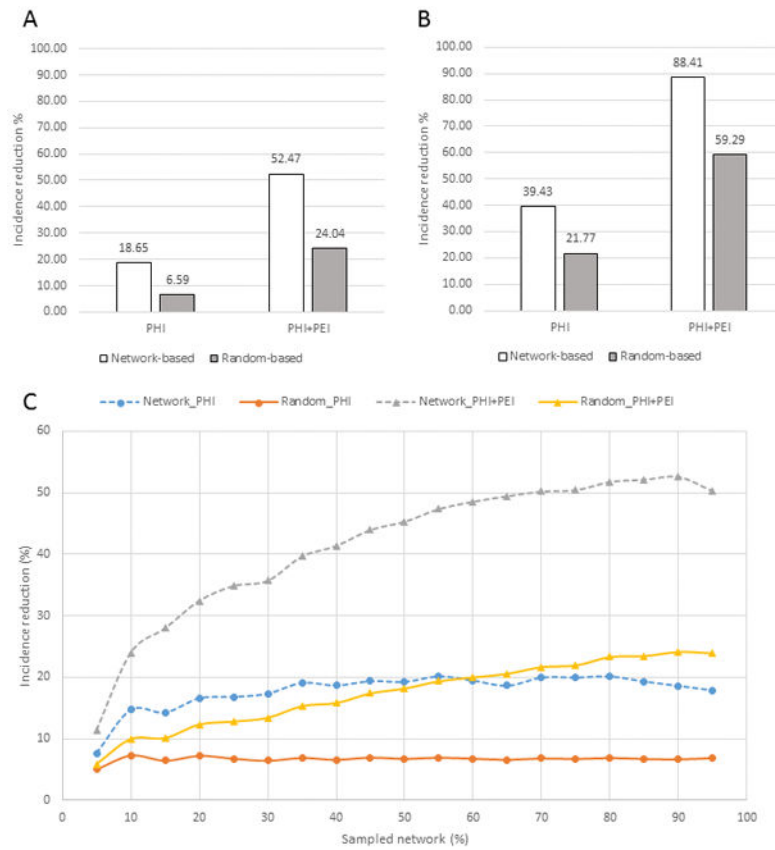 A
100.00
90.00
80.00
70.00
60.00
50.00
40.00
30.00
20.00
10.00
0.00
Incidence reduction %
18.65
6.59
52.47
24.04
PHI
PHI+PEI
Network-based
Random-based
B
100.00
90.00
80.00
70.00
60.00
50.00
40.00
30.00
20.00
10.00
0.00
Incidence reduction %
39.43
21.77
88.41
59.29
PHI
PHI+PEI
Network-based
Random-based
C
Network_PHI
Random_PHI
Network_PHI+PEI
Random_PHI+PEI
60
50
40
30
20
10
0
Incidence reduction (%)
0 10 20 30 40 50 60 70 80 90 100
Sampled network (%)